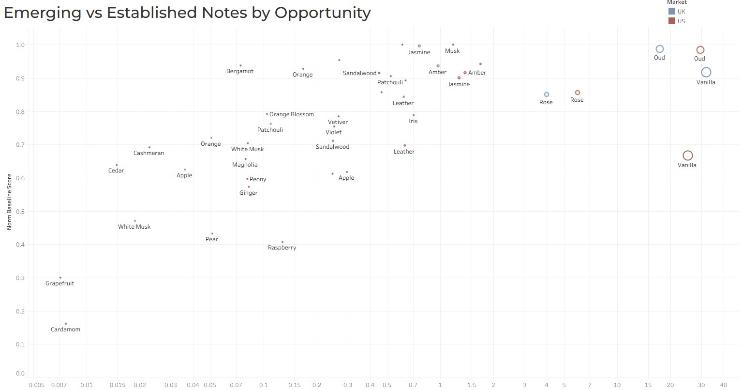 Emerging vs Established Notes by Opportunity
Market
UK
US
1.0
Jasmine
Musk
Oud
Oud
Bergamot
Orange
Sandalwood
Amber
Amber
0.9
Patchouli
Jasmine
Vanilla
Leather
Rose
Rose
0.8
Orange Blossom
Vetiver
Iris
Patchouli
Violet
0.7
Orange
White Musk
Sandalwood
Leather
Cashmeran
Magnolia
Vanilla
0.6
Cedar
Apple
Peony
Apple
Ginger
0.5
White Musk
Pear
0.4
Raspberry
0.3
Grapefruit
0.2
Cardamom
0.1
0.0
Norm Baseline Score
0.005 0.007 0.01 0.015 0.02 0.03 0.04 0.05 0.07 0.1 0.15 0.2 0.3 0.4 0.5 0.7 1 1.5 2 3 4 5 7 10 15 20 30 40